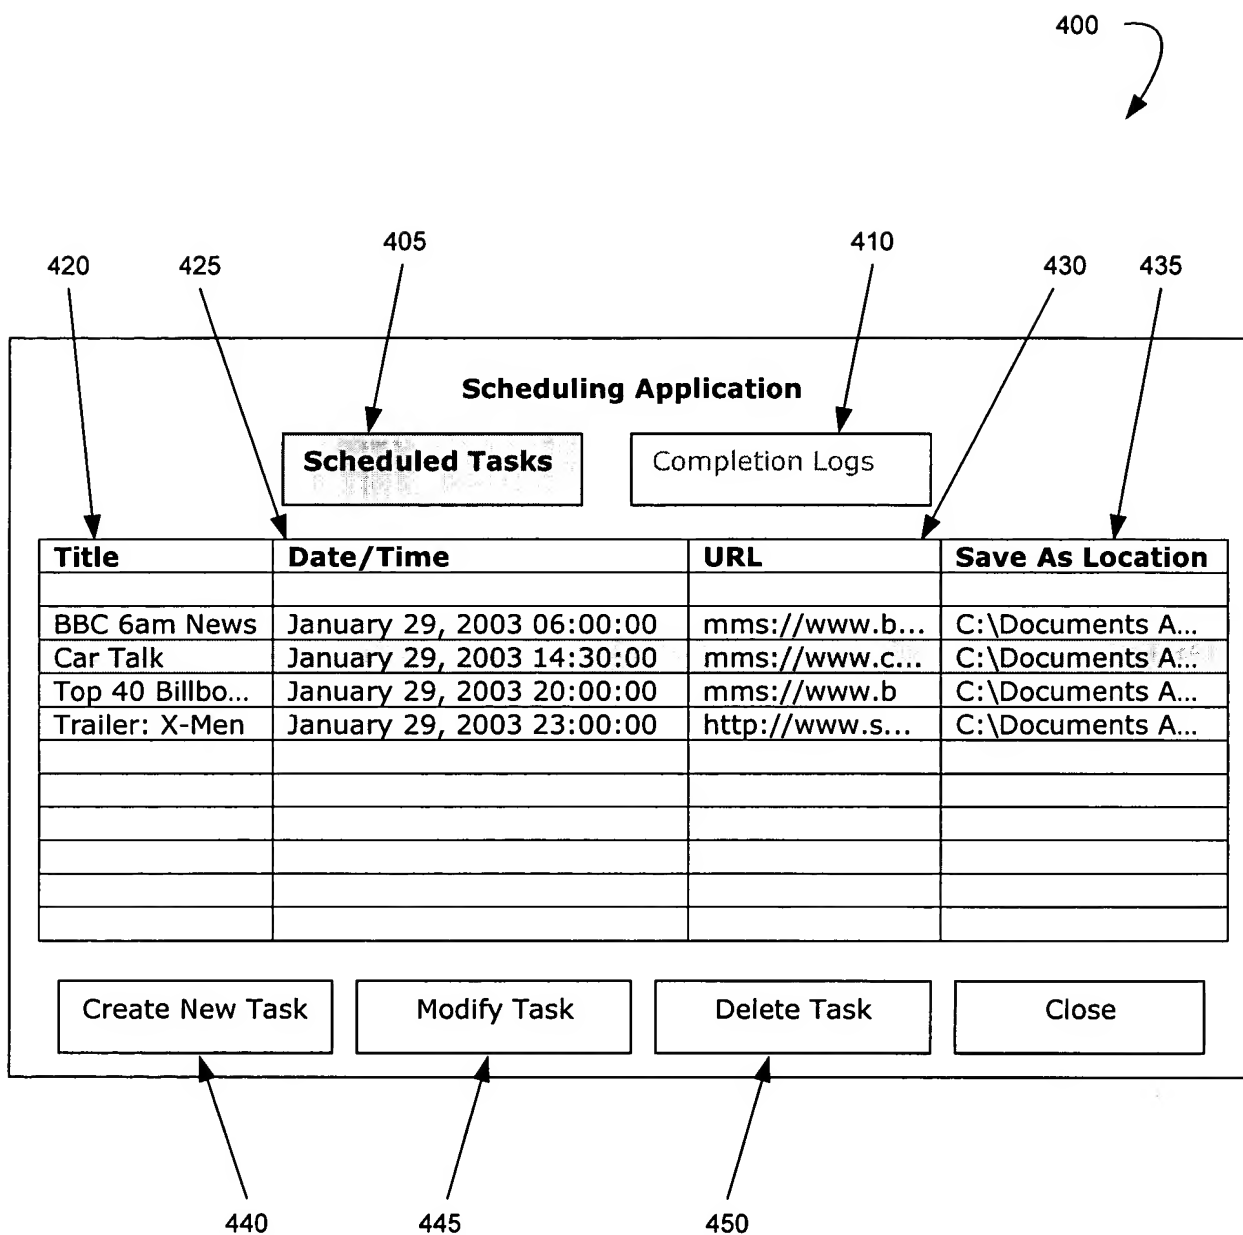 400
405
410
420
425
430
435
Scheduling Application
Scheduled Tasks
Completion Logs
Title Date/Time URL Save As Location
BBC 6am News January 29, 2003 06:00:00 mms://www.b... C:\Documents A...
Car Talk January 29, 2003 14:30:00 mms://www.c... C:\Documents A...
Top 40 Billbo... January 29, 2003 20:00:00 mms://www.b C:\Documents A...
Trailer: X-Men January 29, 2003 23:00:00 http://www.s... C:\Documents A...
Create New Task
Modify Task
Delete Task
Close
440
445
450